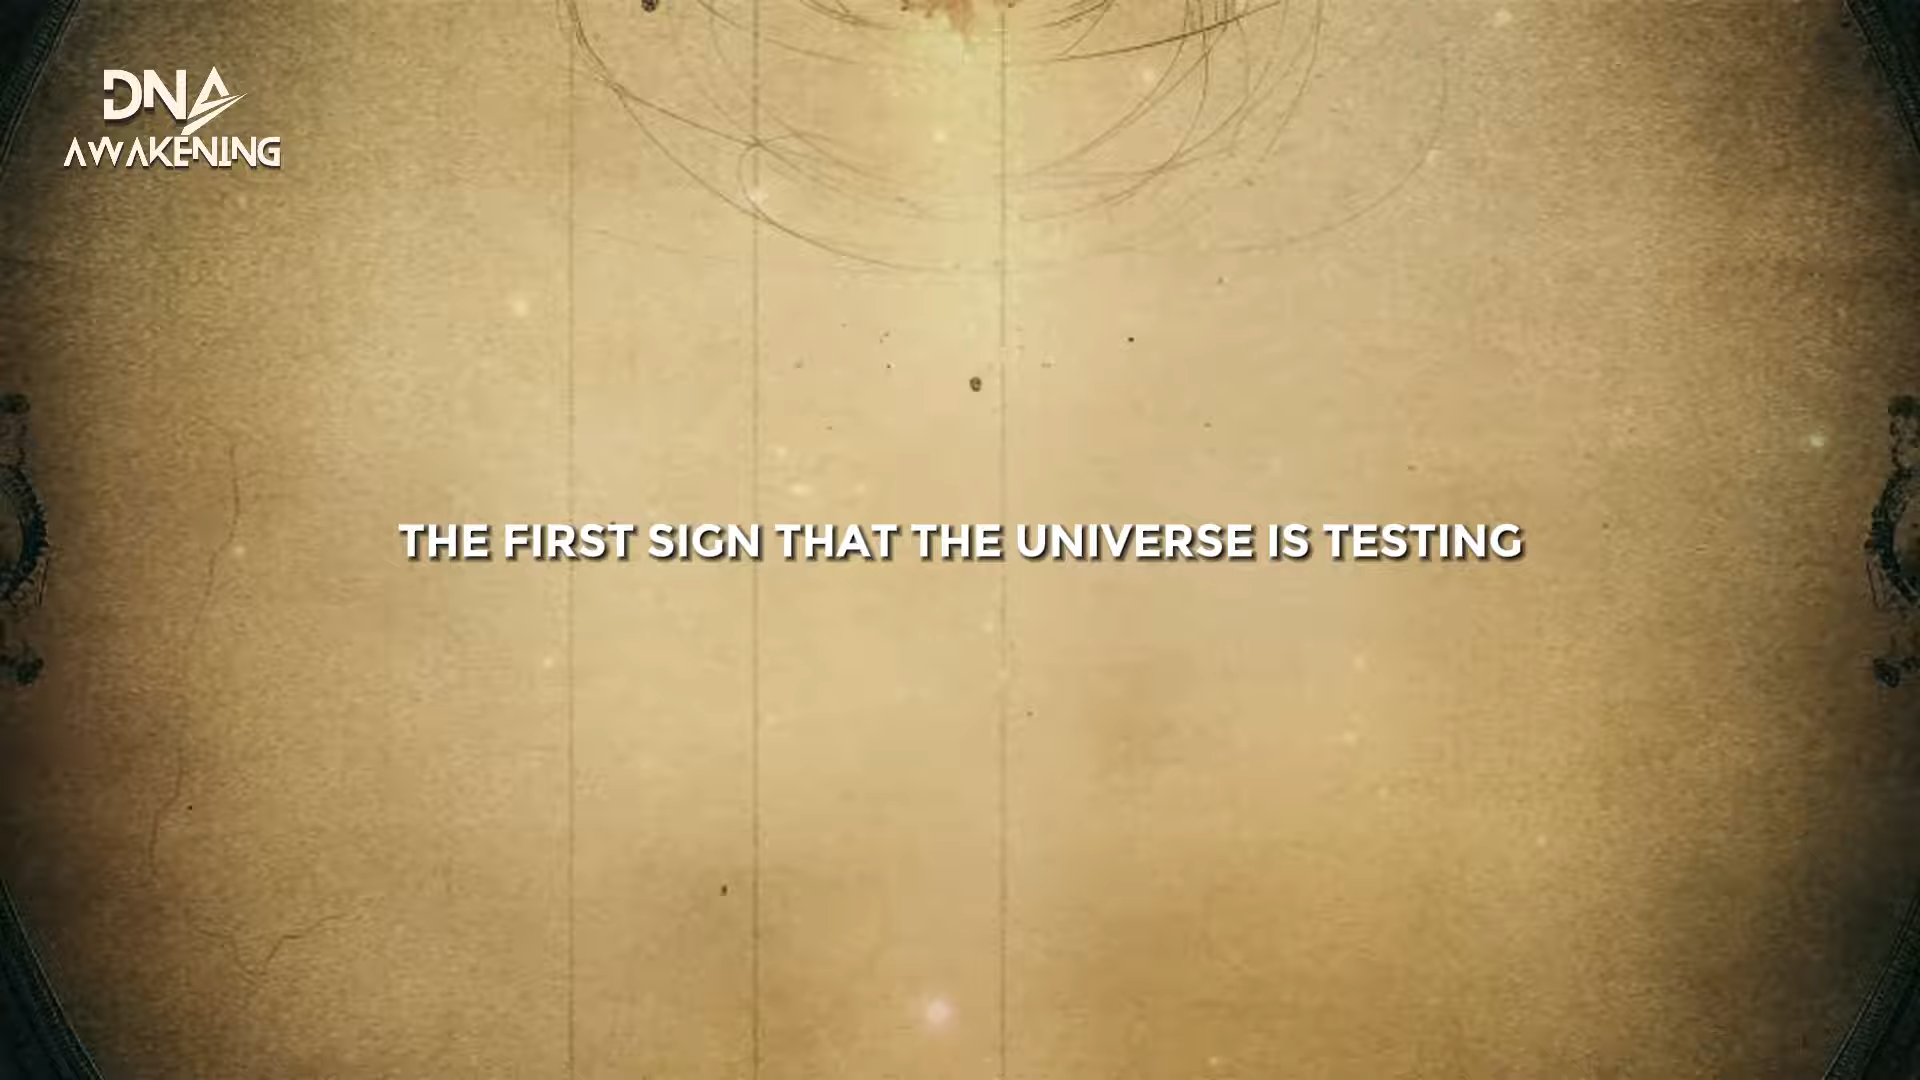 DNA
AWAKENING
THE FIRST SIGN THAT THE UNIVERSE IS TESTING